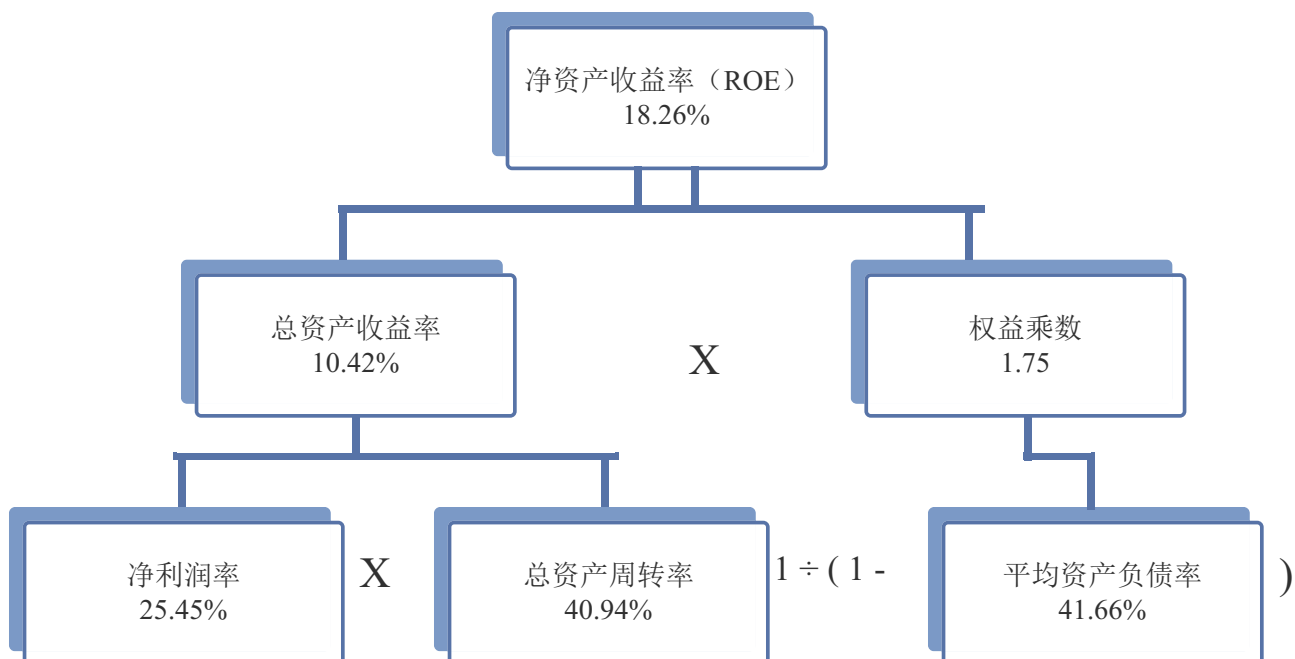 净资产收益率（ROE）
18.26%
总资产收益率
10.42%
X
权益乘数
1.75
净利润率
25.45%
X
总资产周转率
40.94%
1 ÷ ( 1 -
平均资产负债率
41.66%
)